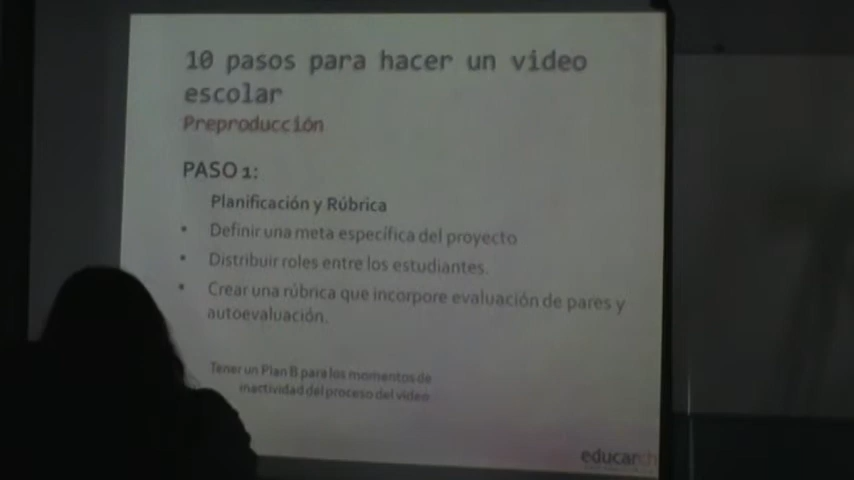 10 pasos para hacer un video
escolar
Preproducción
PASO 1:
Planificación y Rúbrica
• Definir una meta específica del proyecto
• Distribuir roles entre los estudiantes.
• Crear una rúbrica que incorpore evaluación de pares y
autoevaluación.
Tener un Plan B para los momentos de
inactividad del proceso del video
educarch